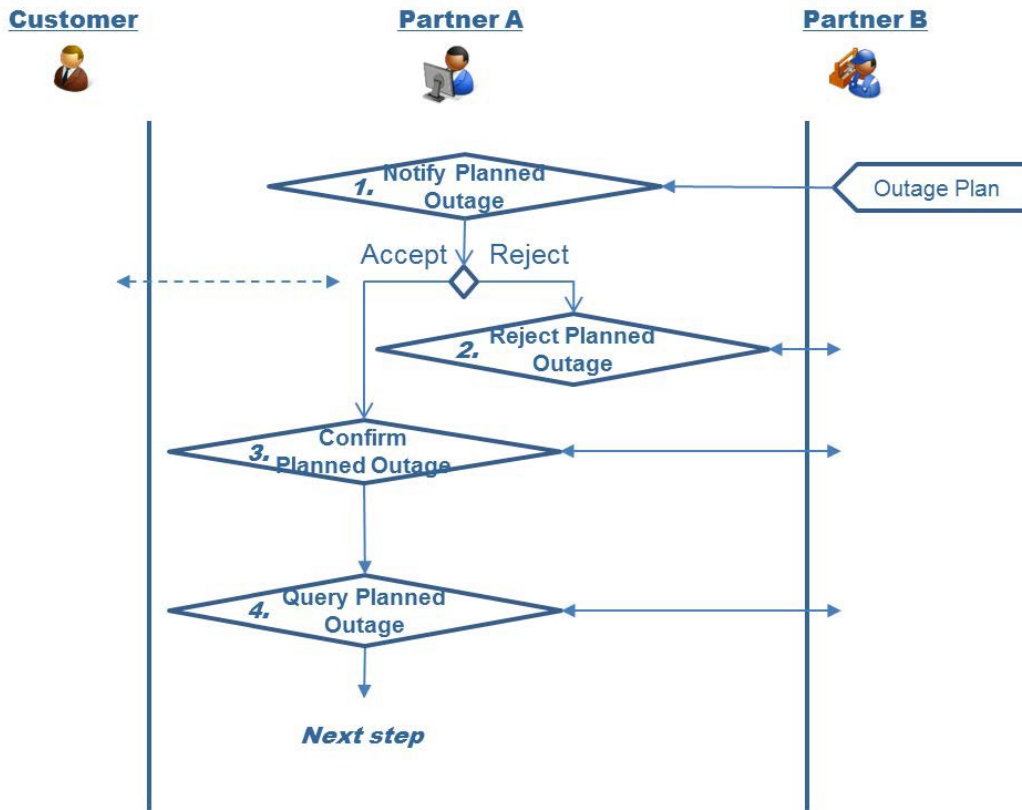 Customer
Partner A
Partner B
1. Notify Planned
Outage
Outage Plan
Accept
Reject
2. Reject Planned
Outage
3. Confirm
Planned Outage
4. Query Planned
Outage
Next step